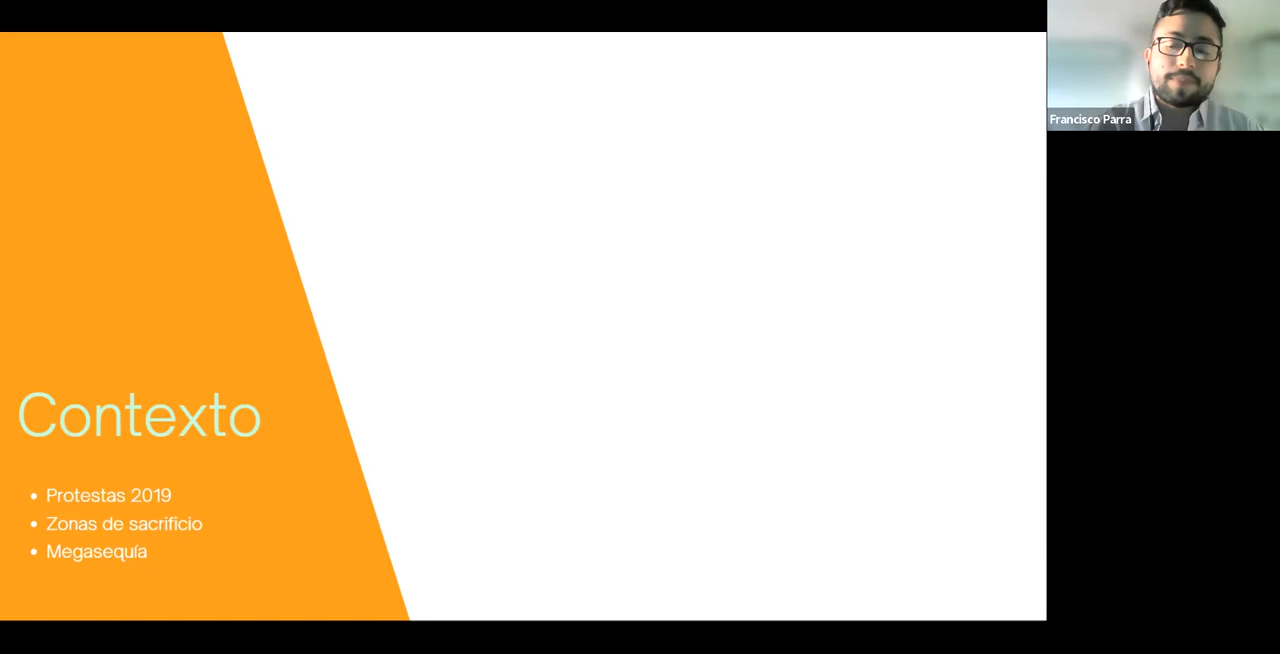 Francisco Parra
Contexto
• Protestas 2019
• Zonas de sacrificio
• Megasequía